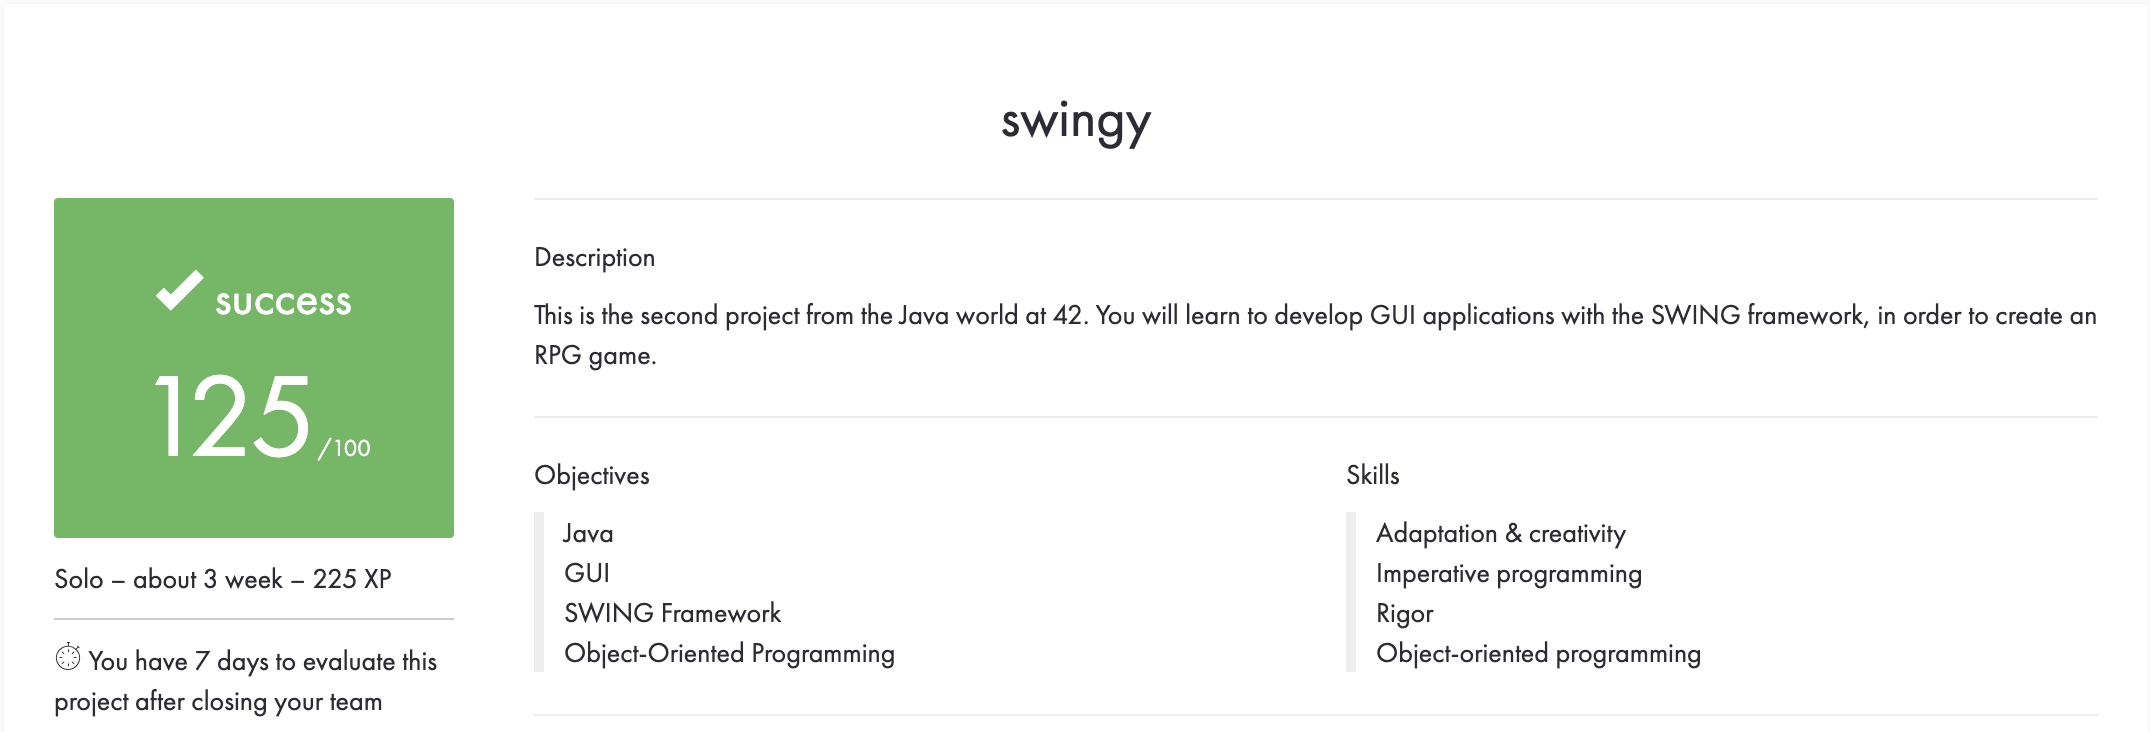 swingy
success
125 /100
Solo – about 3 week – 225 XP
You have 7 days to evaluate this
project after closing your team
Description
This is the second project from the Java world at 42. You will learn to develop GUI applications with the SWING framework, in order to create an
RPG game.
Objectives
Java
GUI
SWING Framework
Object-Oriented Programming
Skills
Adaptation & creativity
Imperative programming
Rigor
Object-oriented programming